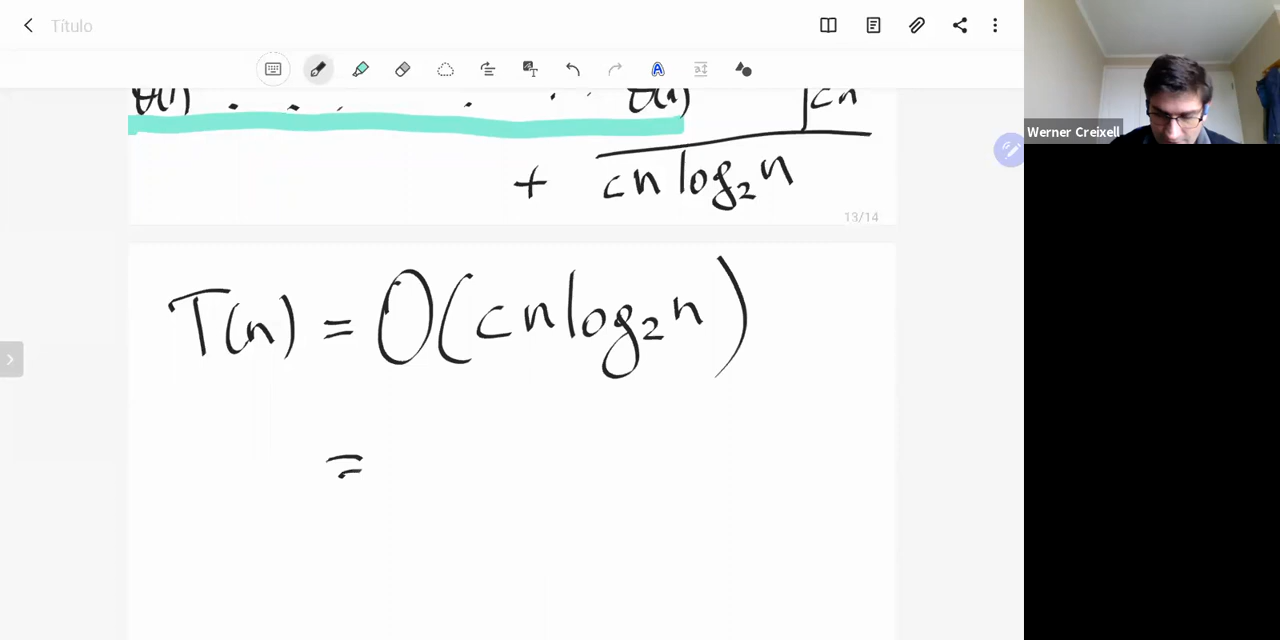 Título
θ(1) . . . . . . θ(1) cn
+ cn log₂ n
13/14
T(n) = O(cn log₂ n)
=
Werner Creixell